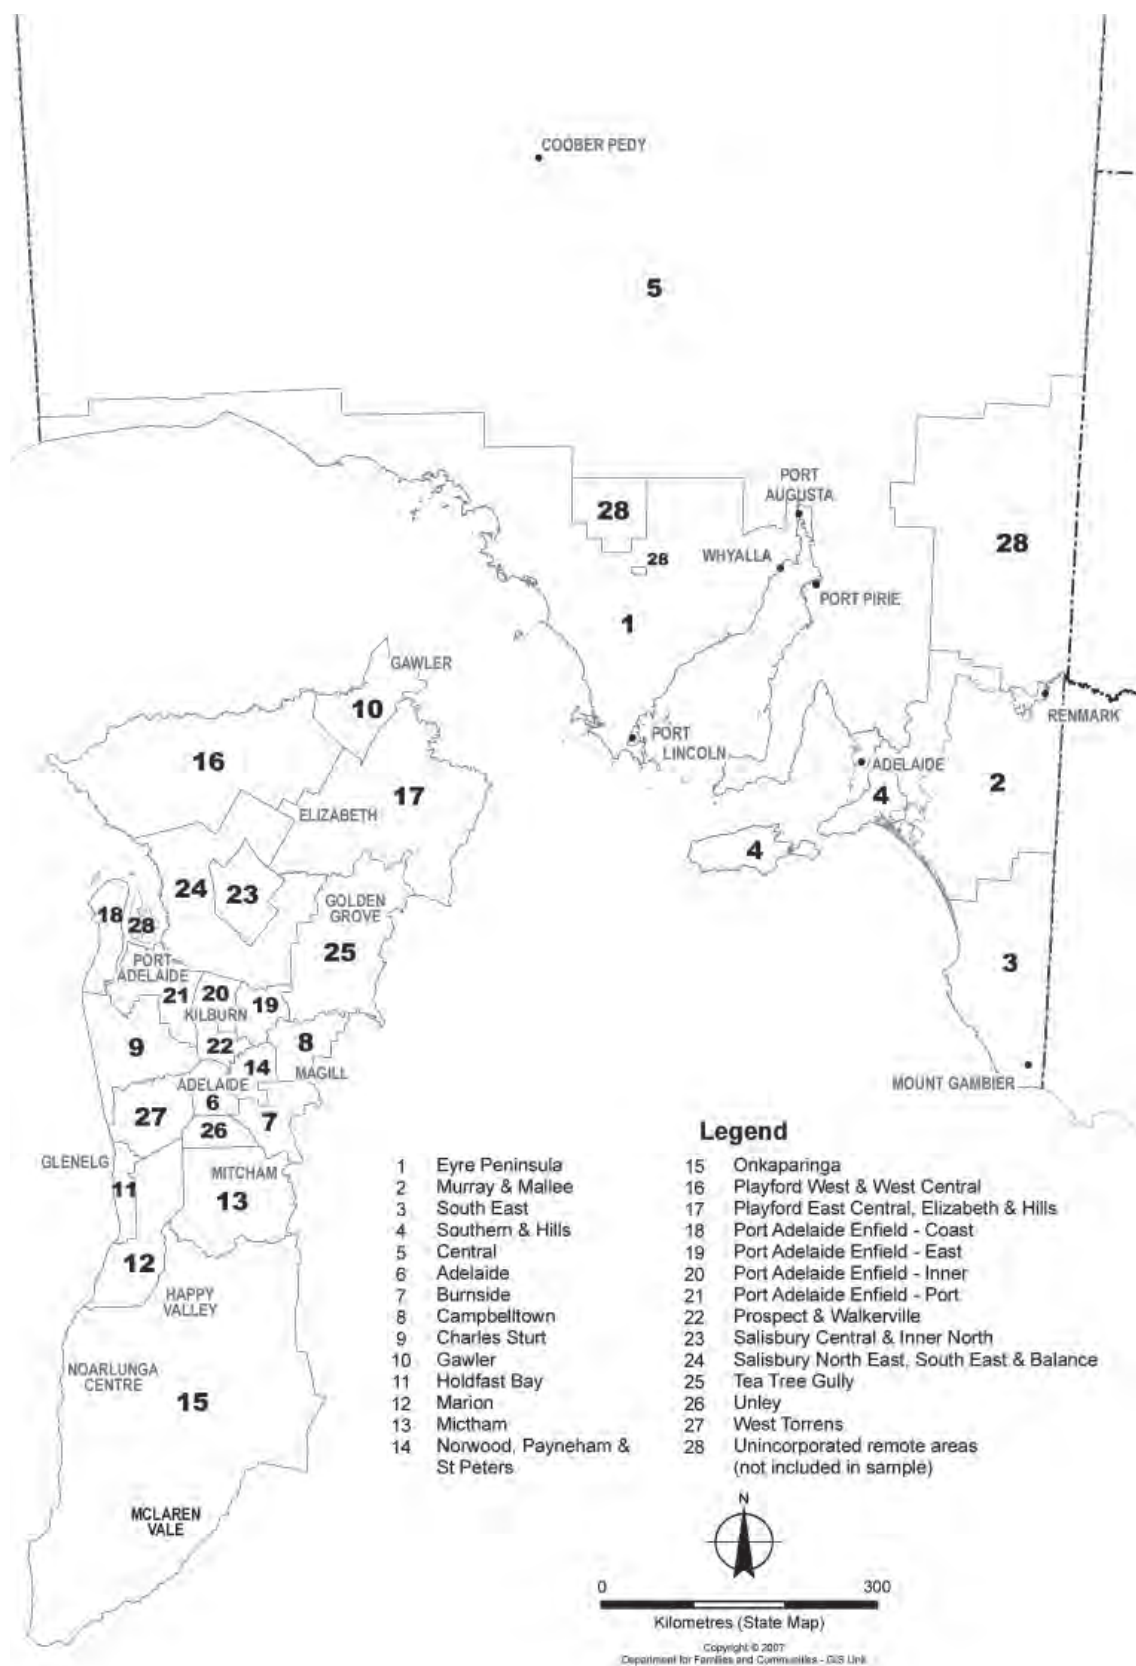 COOBER PEDY
5
PORT
AUGUSTA
28
28
28
WHYALLA
PORT PIRIE
1
GAWLER
10
RENMARK
PORT
LINCOLN
16
ADELAIDE
2
17
4
ELIZABETH
4
24
23
GOLDEN
GROVE
18
28
25
PORT
ADELAIDE
3
21
20
19
KILBURN
9
22
8
14
MAGILL
ADELAIDE
MOUNT GAMBIER
6
27
7
26
GLENELG
MITCHAM
11
13
12
HAPPY
VALLEY
NOARLUNGA
CENTRE
15
MCLAREN
VALE
Legend
1 Eyre Peninsula
2 Murray & Mallee
3 South East
4 Southern & Hills
5 Central
6 Adelaide
7 Burnside
8 Campbelltown
9 Charles Sturt
10 Gawler
11 Holdfast Bay
12 Marion
13 Mictham
14 Norwood, Payneham &
St Peters
15 Onkaparinga
16 Playford West & West Central
17 Playford East Central, Elizabeth & Hills
18 Port Adelaide Enfield - Coast
19 Port Adelaide Enfield - East
20 Port Adelaide Enfield - Inner
21 Port Adelaide Enfield - Port
22 Prospect & Walkerville
23 Salisbury Central & Inner North
24 Salisbury North East, South East & Balance
25 Tea Tree Gully
26 Unley
27 West Torrens
28 Unincorporated remote areas
(not included in sample)
N
0 300
Kilometres (State Map)
Copyright © 2007
Department for Families and Communities - GIS Unit